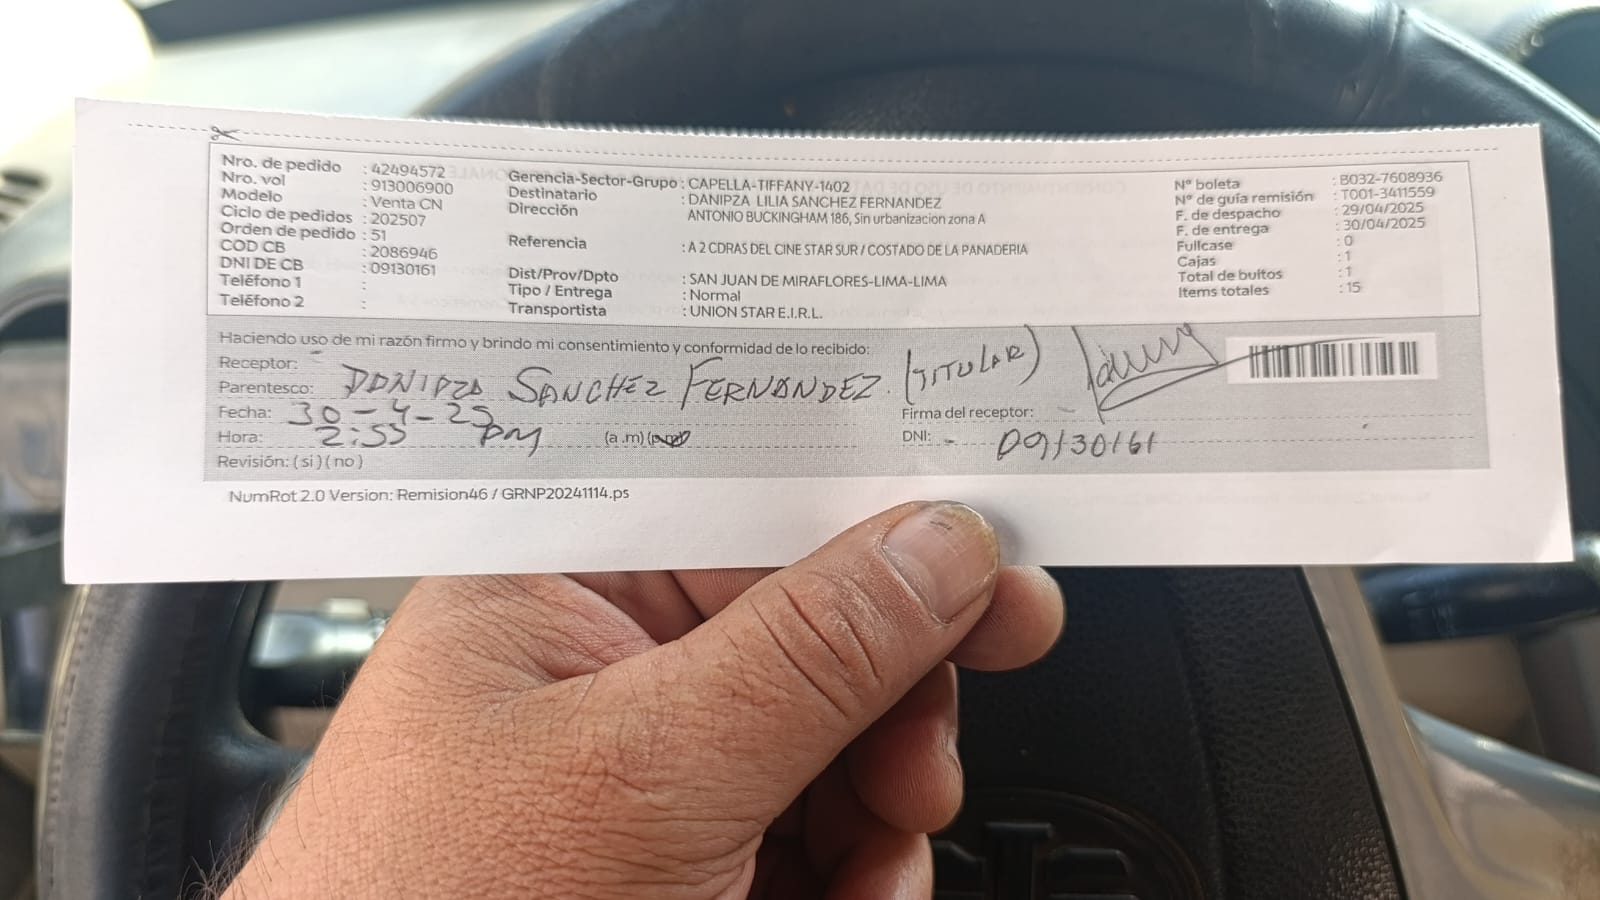 Nro. de pedido : 42494572
Nro. vol : 913006900
Modelo : Venta CN
Ciclo de pedidos : 202507
Orden de pedido : 51
COD CB : 2086946
DNI DE CB : 09130161
Teléfono 1 :
Teléfono 2 :
Gerencia-Sector-Grupo : CAPELLA-TIFFANY-1402
Destinatario : DANIPZA LILIA SANCHEZ FERNANDEZ
Dirección ANTONIO BUCKINGHAM 186, Sin urbanizacion zona A
Referencia : A 2 CDRAS DEL CINE STAR SUR / COSTADO DE LA PANADERIA
Dist/Prov/Dpto : SAN JUAN DE MIRAFLORES-LIMA-LIMA
Tipo / Entrega : Normal
Transportista : UNION STAR E.I.R.L.
N° boleta : B032-7608936
N° de guía remisión : T001-3411559
F. de despacho : 29/04/2025
F. de entrega : 30/04/2025
Fullcase : 0
Cajas : 1
Total de bultos : 1
Items totales : 15
Haciendo uso de mi razón firmo y brindo mi consentimiento y conformidad de lo recibido:
Receptor:
Parentesco: DANIPZA SANCHEZ FERNANDEZ. (TITULAR)
Fecha: 30-4-25
Hora: 2:55 pm (a.m)
Revisión: ( si ) ( no )
Firma del receptor:
DNI: - 09130161
NumRot 2.0 Version: Remision46 / GRNP20241114.ps